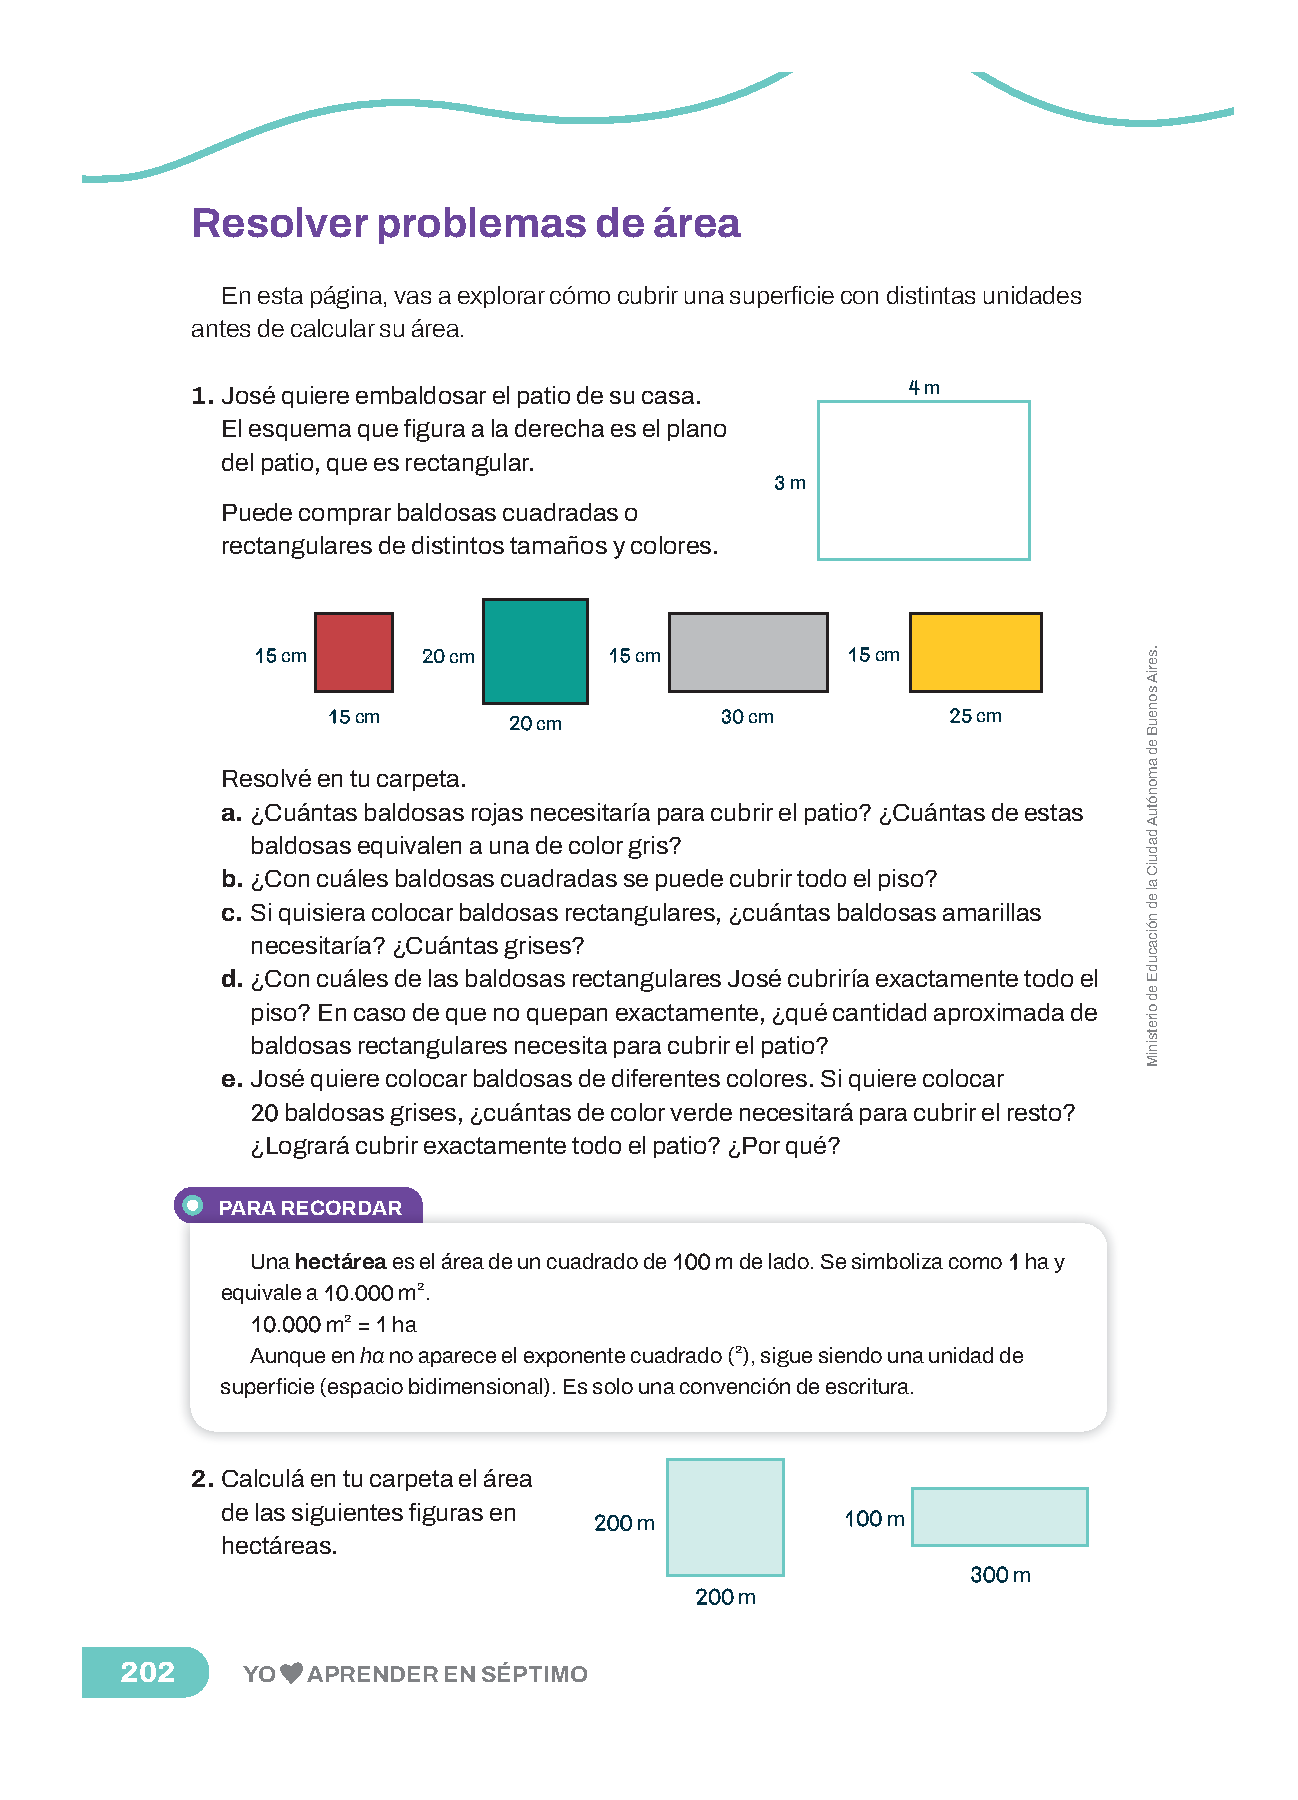 Resolver problemas de área
En esta página, vas a explorar cómo cubrir una superficie con distintas unidades
antes de calcular su área.
1. José quiere embaldosar el patio de su casa.
El esquema que figura a la derecha es el plano
del patio, que es rectangular.
Puede comprar baldosas cuadradas o
rectangulares de distintos tamaños y colores.
4 m
3 m
15 cm
15 cm
20 cm
20 cm
15 cm
30 cm
15 cm
25 cm
Resolvé en tu carpeta.
a. ¿Cuántas baldosas rojas necesitaría para cubrir el patio? ¿Cuántas de estas
baldosas equivalen a una de color gris?
b. ¿Con cuáles baldosas cuadradas se puede cubrir todo el piso?
c. Si quisiera colocar baldosas rectangulares, ¿cuántas baldosas amarillas
necesitaría? ¿Cuántas grises?
d. ¿Con cuáles de las baldosas rectangulares José cubriría exactamente todo el
piso? En caso de que no quepan exactamente, ¿qué cantidad aproximada de
baldosas rectangulares necesita para cubrir el patio?
e. José quiere colocar baldosas de diferentes colores. Si quiere colocar
20 baldosas grises, ¿cuántas de color verde necesitará para cubrir el resto?
¿Logrará cubrir exactamente todo el patio? ¿Por qué?
Ministerio de Educación de la Ciudad Autónoma de Buenos Aires.
PARA RECORDAR
Una hectárea es el área de un cuadrado de 100 m de lado. Se simboliza como 1 ha y
equivale a 10.000 m².
10.000 m² = 1 ha
Aunque en ha no aparece el exponente cuadrado (²), sigue siendo una unidad de
superficie (espacio bidimensional). Es solo una convención de escritura.
2. Calculá en tu carpeta el área
de las siguientes figuras en
hectáreas.
200 m
200 m
100 m
300 m
202
YO APRENDER EN SÉPTIMO